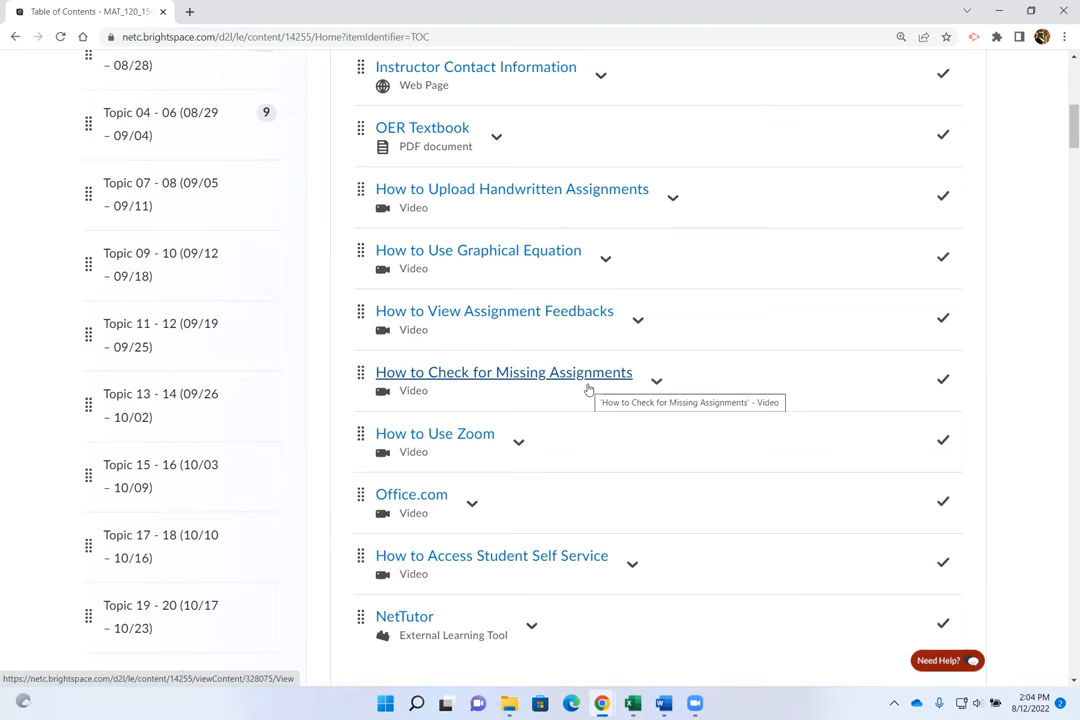 Table of Contents - MAT_120_15
netc.brightspace.com/d2l/le/content/14255/Home?itemIdentifier=TOC
– 08/28)
Topic 04 - 06 (08/29
– 09/04)
9
Topic 07 - 08 (09/05
– 09/11)
Topic 09 - 10 (09/12
– 09/18)
Topic 11 - 12 (09/19
– 09/25)
Topic 13 - 14 (09/26
– 10/02)
Topic 15 - 16 (10/03
– 10/09)
Topic 17 - 18 (10/10
– 10/16)
Topic 19 - 20 (10/17
– 10/23)
Instructor Contact Information
Web Page
OER Textbook
PDF document
How to Upload Handwritten Assignments
Video
How to Use Graphical Equation
Video
How to View Assignment Feedbacks
Video
How to Check for Missing Assignments
Video
'How to Check for Missing Assignments' - Video
How to Use Zoom
Video
Office.com
Video
How to Access Student Self Service
Video
NetTutor
External Learning Tool
Need Help?
https://netc.brightspace.com/d2l/le/content/14255/viewContent/328075/View
2:04 PM
8/12/2022
2